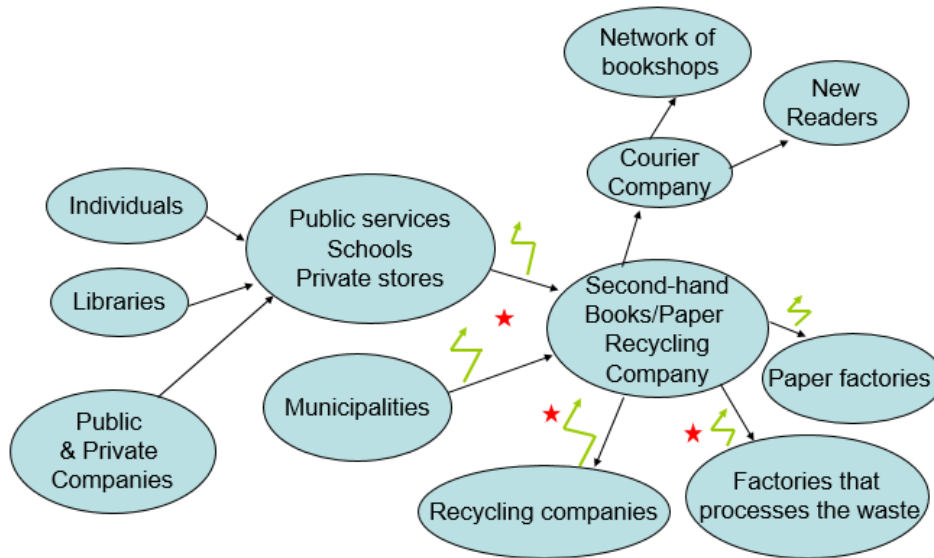 Network of
bookshops
New
Readers
Courier
Company
Individuals
Public services
Schools
Private stores
Libraries
Second-hand
Books/Paper
Recycling
Company
Paper factories
Municipalities
Public
& Private
Companies
Recycling companies
Factories that
processes the waste